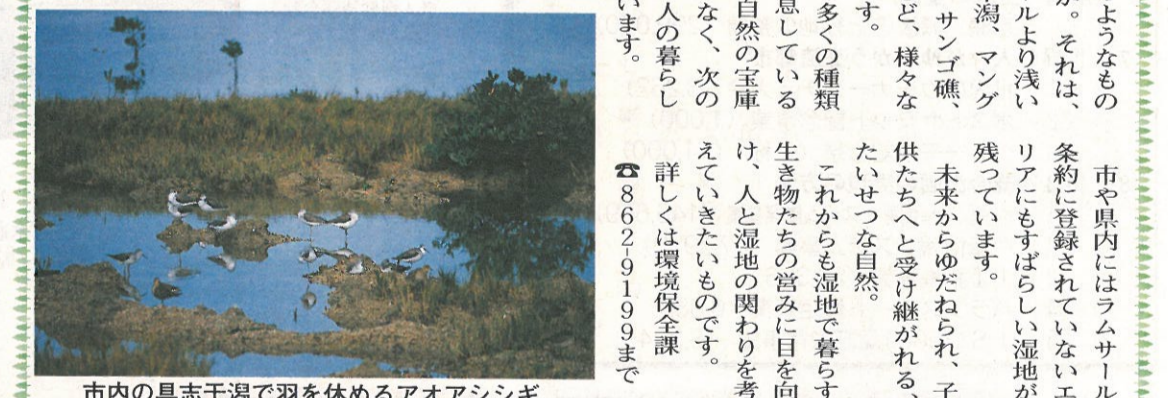 ようなもの
か。それは、
ルより浅い
潟、マング
サンゴ礁、
ど、様々な
す。
多くの種類
息している
自然の宝庫
なく、次の
人の暮らし
います。
市や県内にはラムサール
条約に登録されていないエ
リアにもすばらしい湿地が
残っています。
未来からゆだねられ、子
供たちへと受け継がれる、
たいせつな自然。
これからも湿地で暮らす
生き物たちの営みに目を向
け、人と湿地の関わりを考
えていきたいものです。
詳しくは環境保全課
☎862-9199まで
市内の具志干潟で羽を休めるアオアシシギ